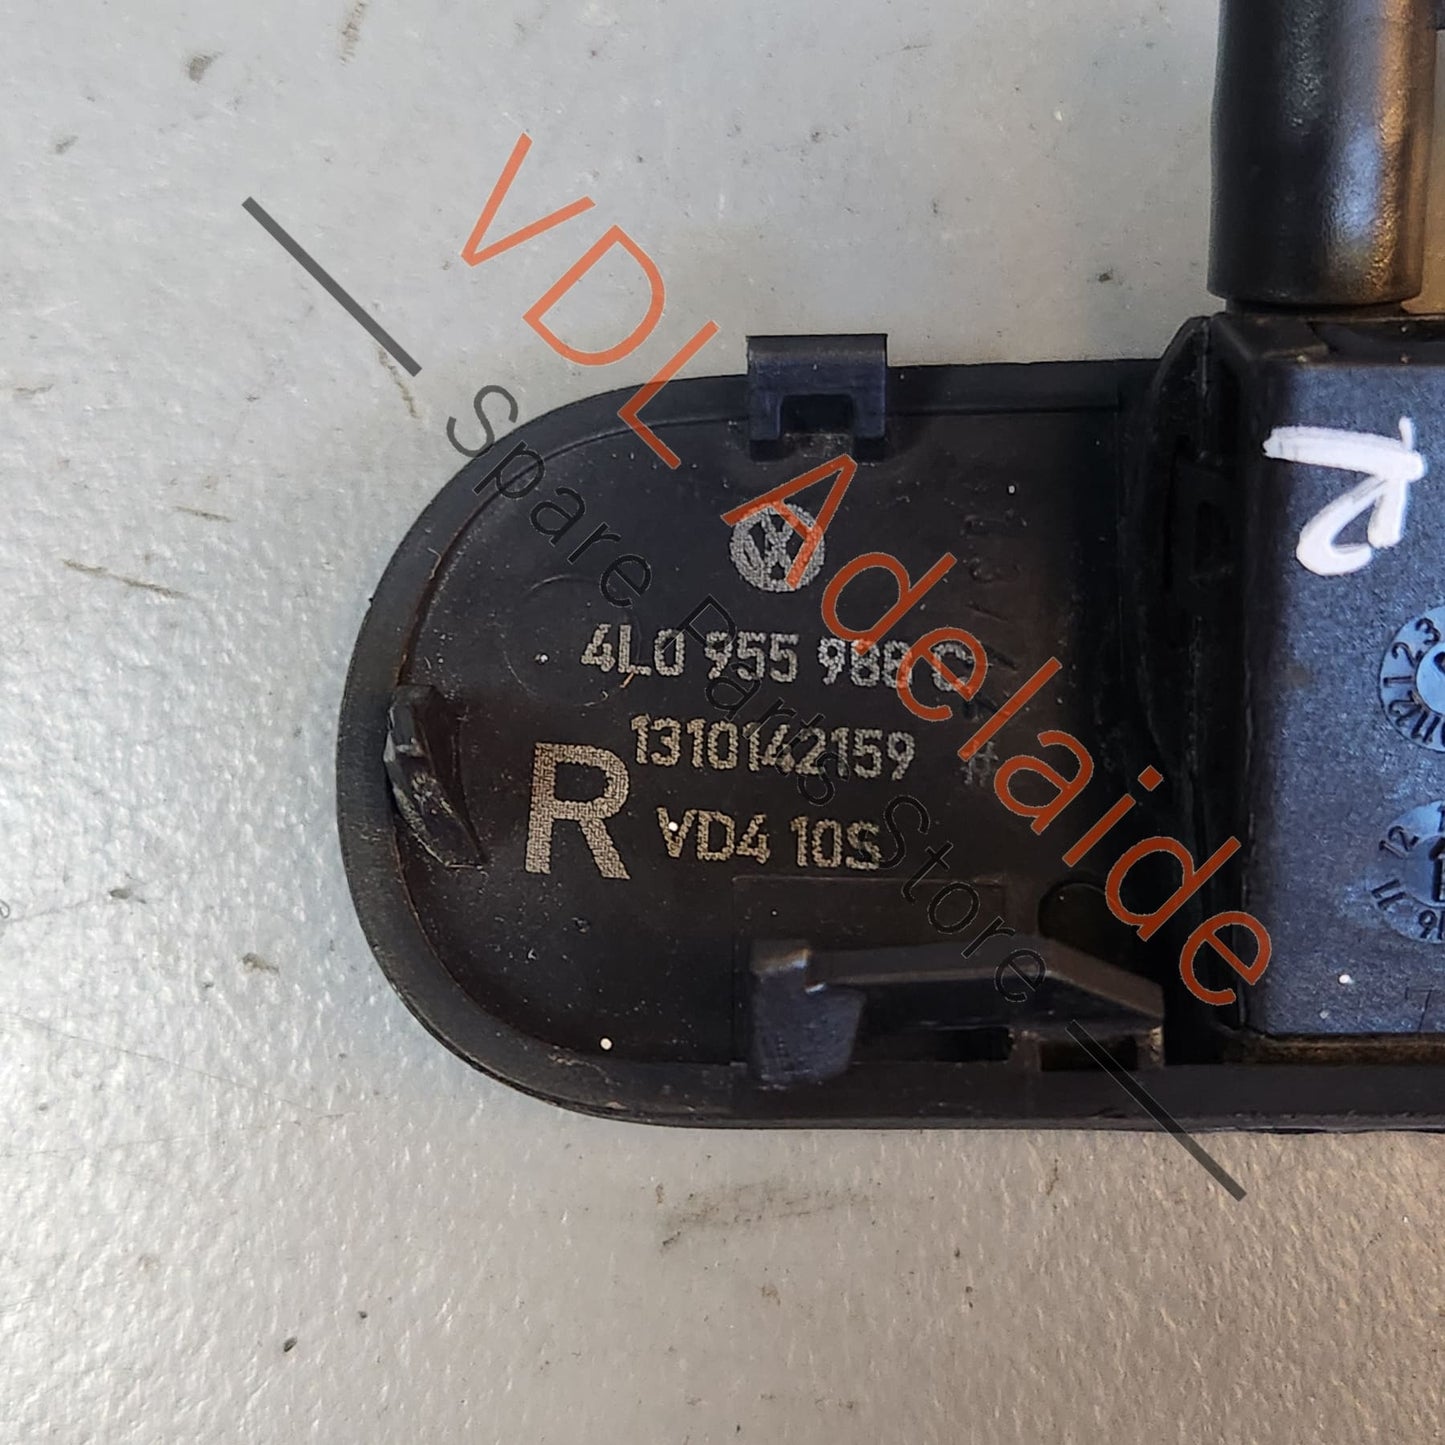 VDL Adelaide
Spare Parts Store
R
4L0 955 988 C
1310142159 #
R VD4 10S